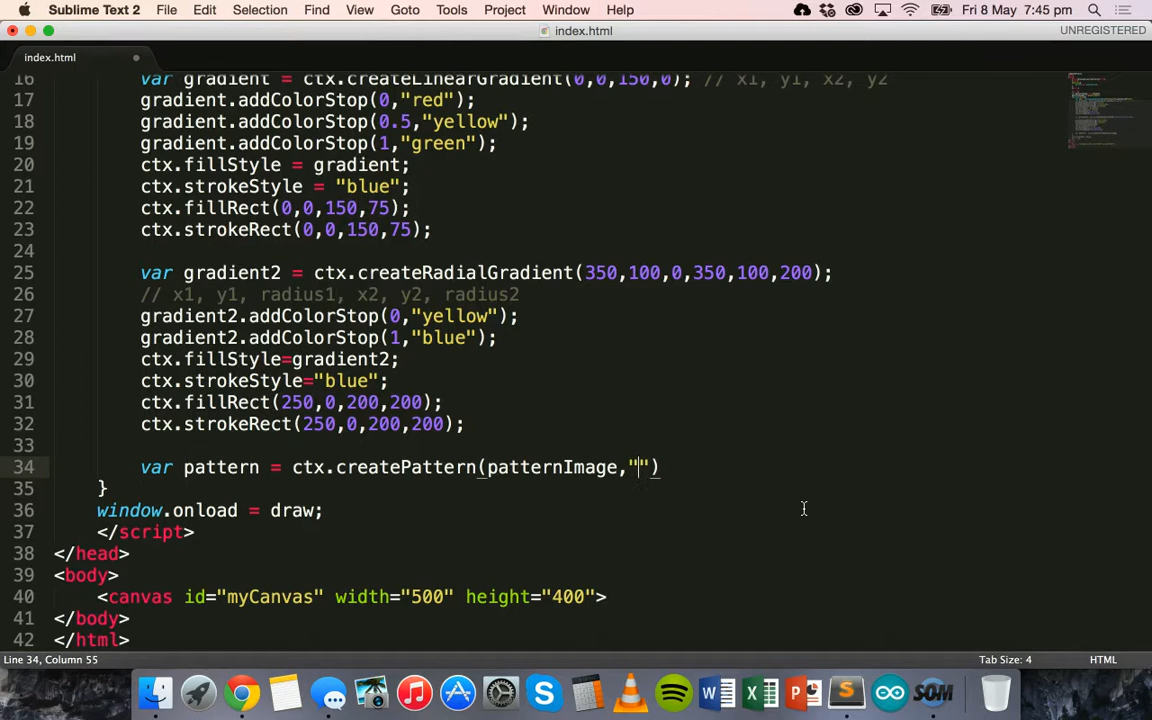 Sublime Text 2 File Edit Selection Find View Goto Tools Project Window Help Fri 8 May 7:45 pm
index.html UNREGISTERED
index.html
16 var gradient = ctx.createLinearGradient(0,0,150,0); // x1, y1, x2, y2
17 gradient.addColorStop(0,"red");
18 gradient.addColorStop(0.5,"yellow");
19 gradient.addColorStop(1,"green");
20 ctx.fillStyle = gradient;
21 ctx.strokeStyle = "blue";
22 ctx.fillRect(0,0,150,75);
23 ctx.strokeRect(0,0,150,75);
24
25 var gradient2 = ctx.createRadialGradient(350,100,0,350,100,200);
26 // x1, y1, radius1, x2, y2, radius2
27 gradient2.addColorStop(0,"yellow");
28 gradient2.addColorStop(1,"blue");
29 ctx.fillStyle=gradient2;
30 ctx.strokeStyle="blue";
31 ctx.fillRect(250,0,200,200);
32 ctx.strokeRect(250,0,200,200);
33
34 var pattern = ctx.createPattern(patternImage,"")
35 }
36 window.onload = draw;
37 </script>
38 </head>
39 <body>
40 <canvas id="myCanvas" width="500" height="400">
41 </body>
42 </html>
Line 34, Column 55 Tab Size: 4 HTML
SOM